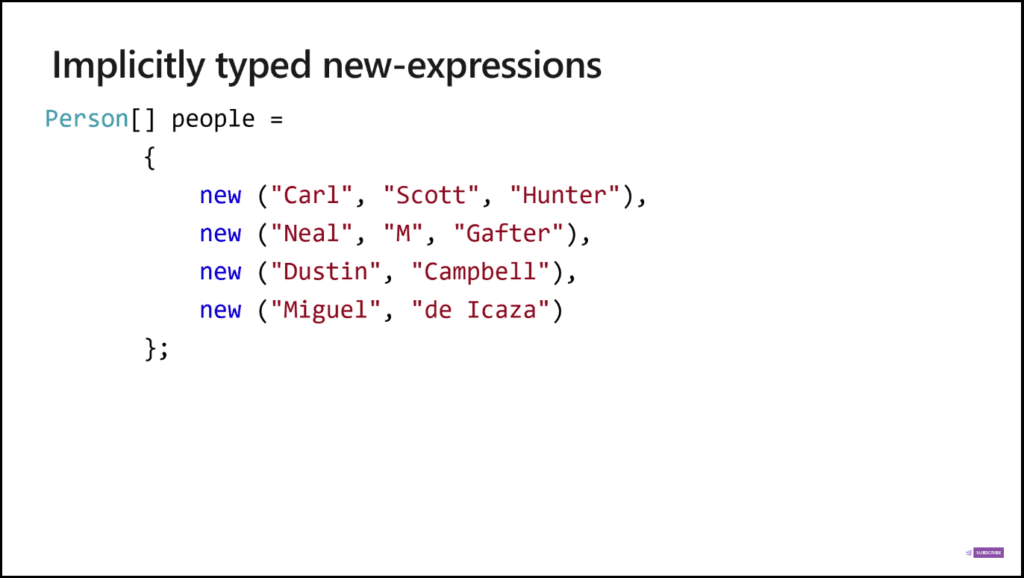 Implicitly typed new-expressions
Person[] people =
{
new ("Carl", "Scott", "Hunter"),
new ("Neal", "M", "Gafter"),
new ("Dustin", "Campbell"),
new ("Miguel", "de Icaza")
};
SUBSCRIBE